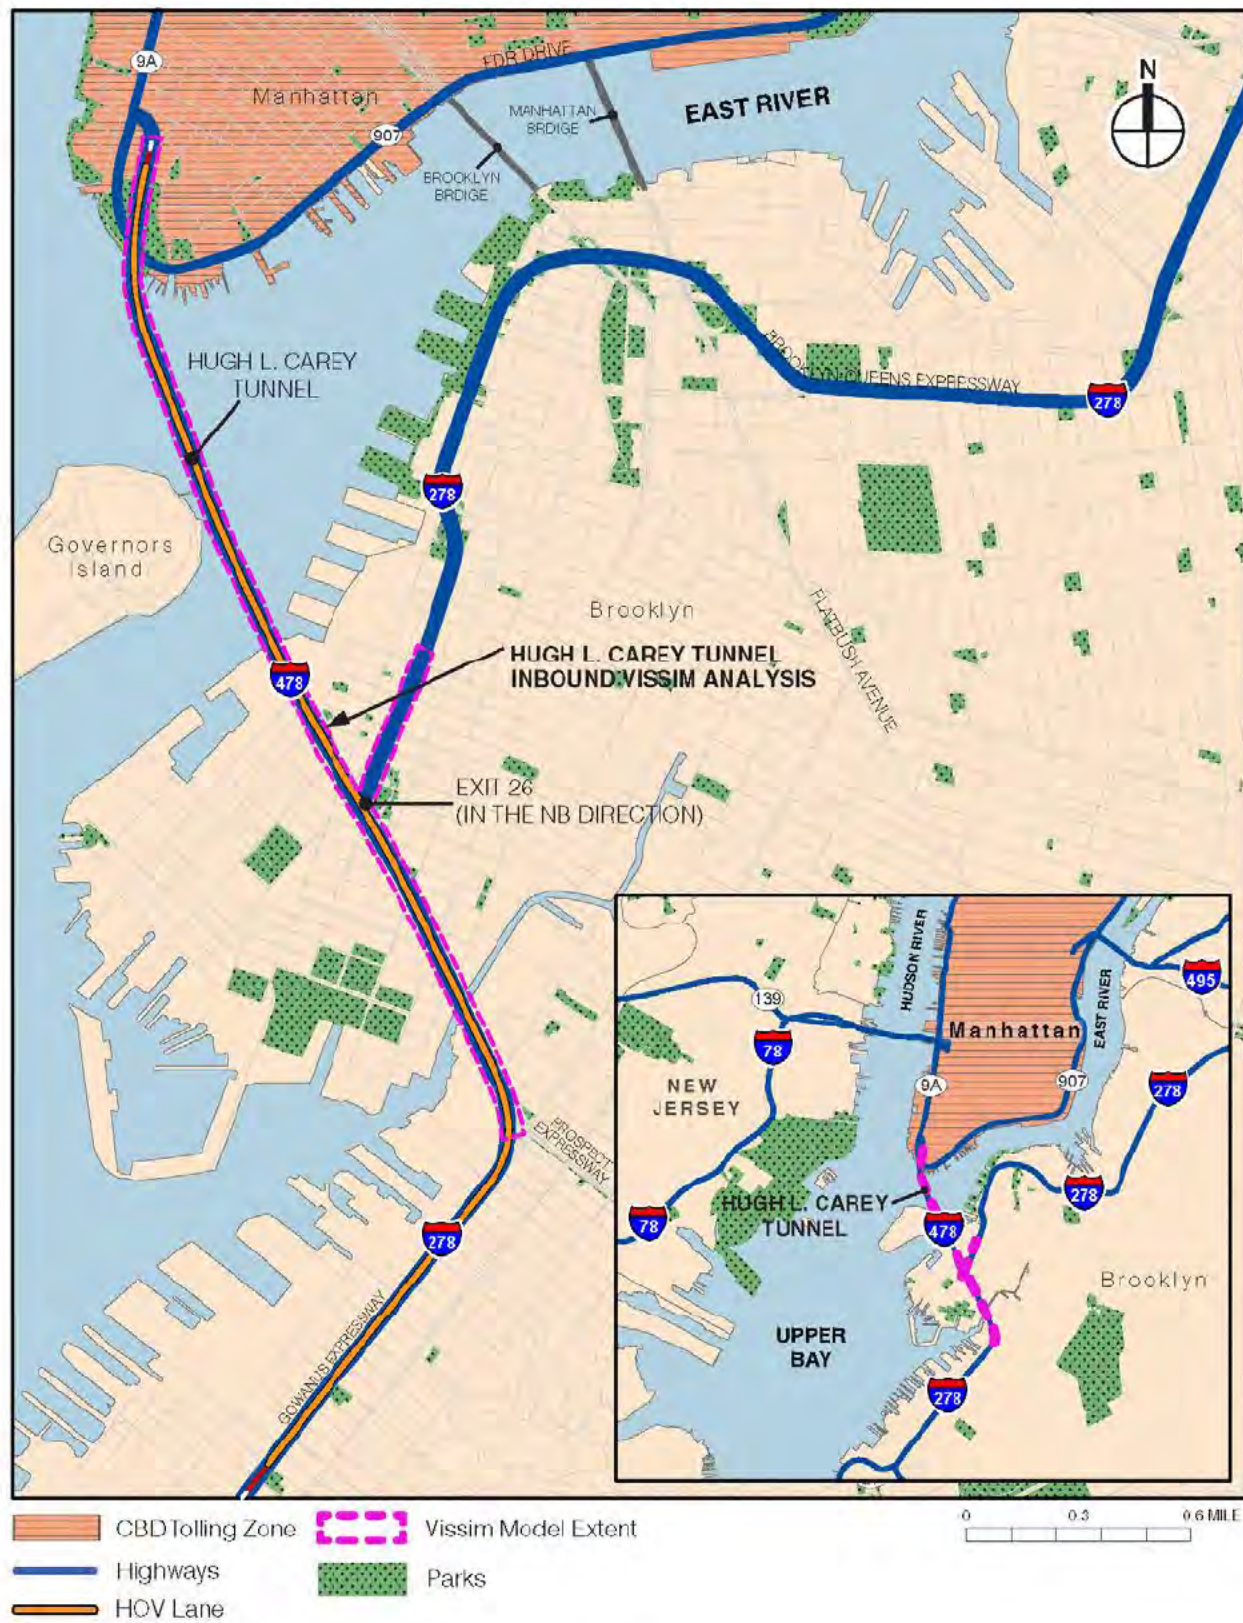 9A
Manhattan
FDR DRIVE
907
MANHATTAN
BRDIGE
EAST RIVER
N
BROOKLYN
BRDIGE
HUGH L. CAREY
TUNNEL
BROOKLYN QUEENS EXPRESSWAY
278
278
Governors
Island
Brooklyn
FLATBUSH AVENUE
HUGH L. CAREY TUNNEL
INBOUND VISSIM ANALYSIS
478
EXIT 26
(IN THE NB DIRECTION)
PROSPECT
EXPRESSWAY
278
GOWANUS EXPRESSWAY
HUDSON RIVER
495
139
Manhattan
EAST RIVER
78
NEW
JERSEY
9A
907
278
HUGH L. CAREY
TUNNEL
278
78
478
Brooklyn
UPPER
BAY
278
CBD Tolling Zone
Vissim Model Extent
0 0.3 0.6 MILE
Highways
Parks
HOV Lane